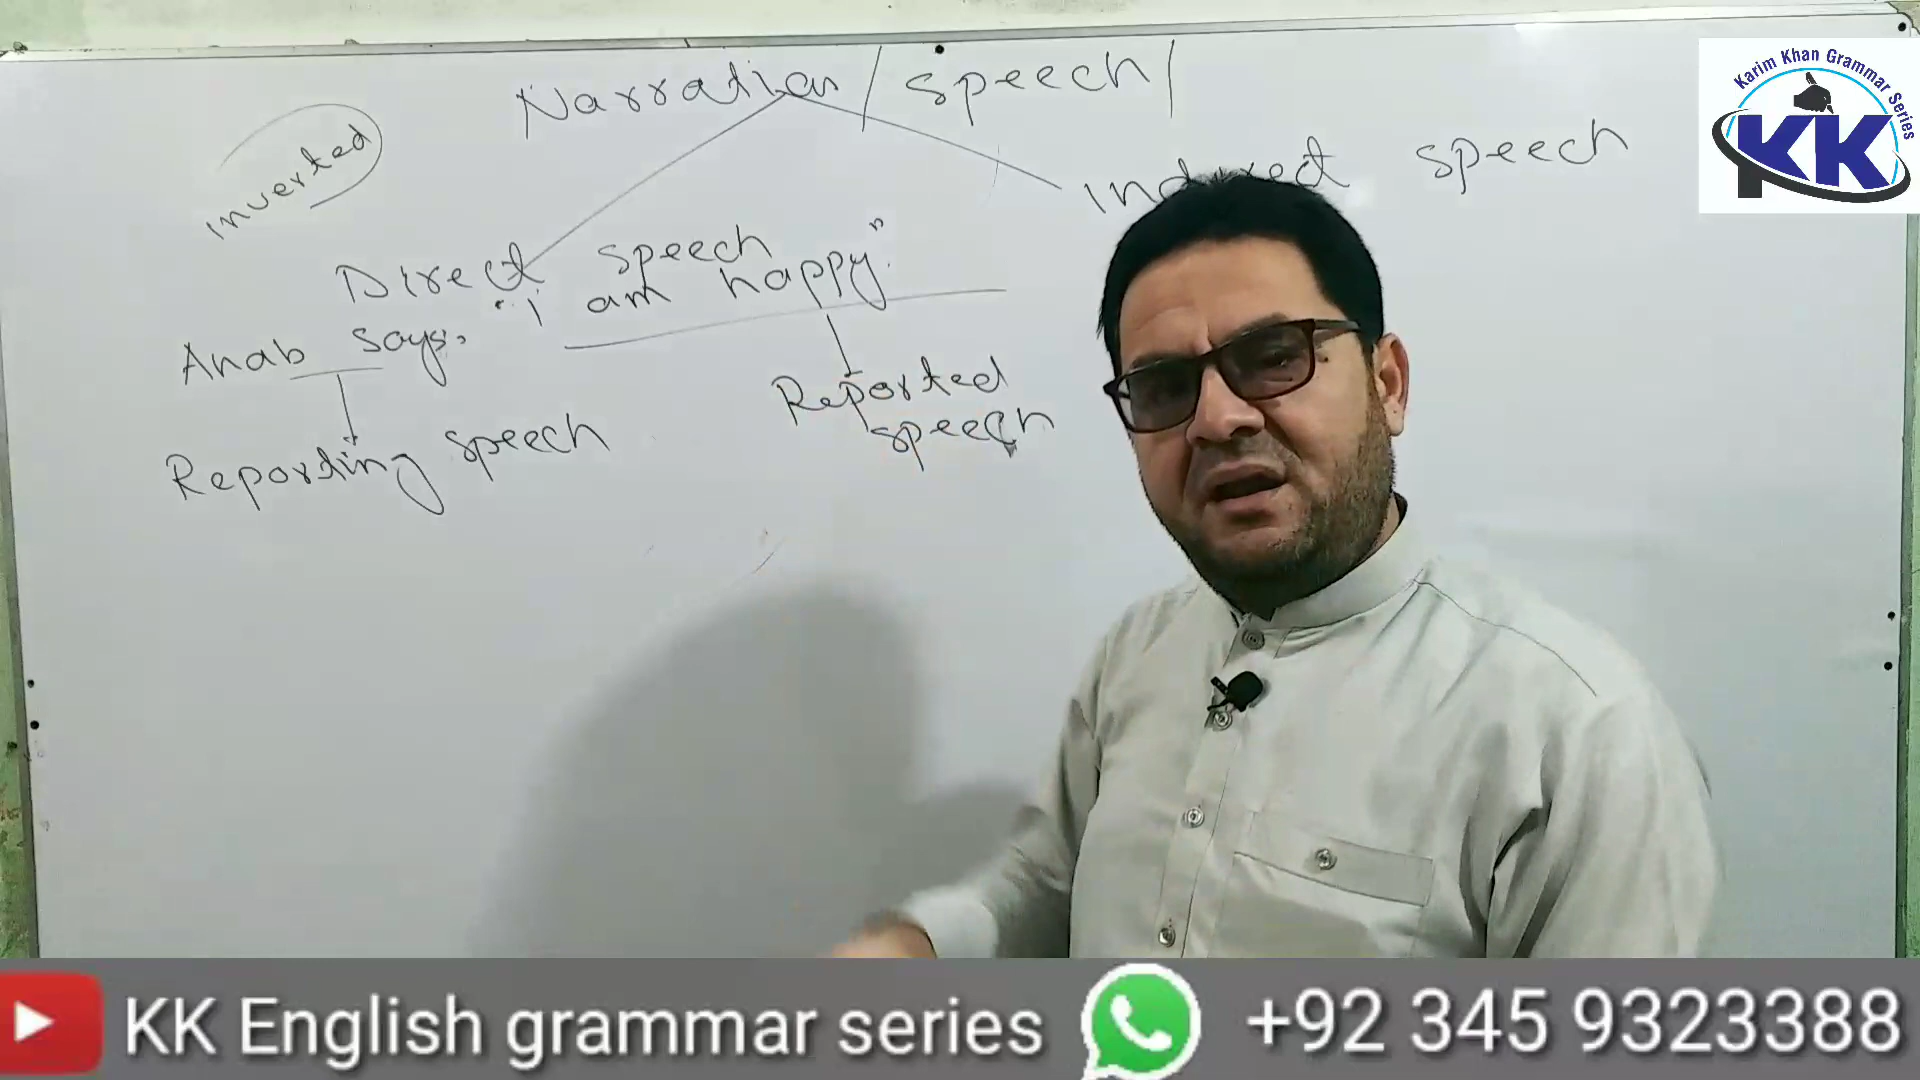 Narration / speech /
inverted
Direct speech
Indirect speech
Anab says, "I am happy".
Reporting speech
Reported
speech
Karim Khan Grammar Series
KK
KK English grammar series
+92 345 9323388